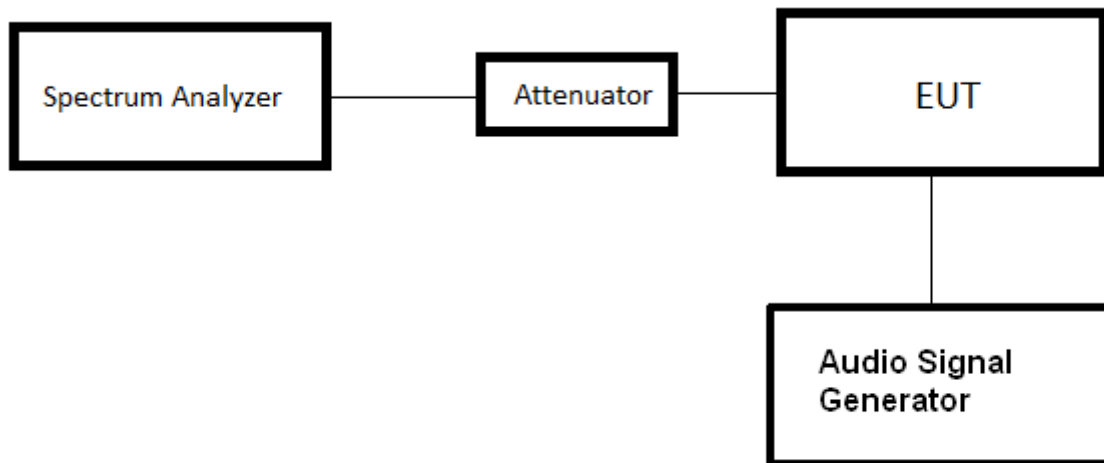 Spectrum Analyzer
Attenuator
EUT
Audio Signal
Generator